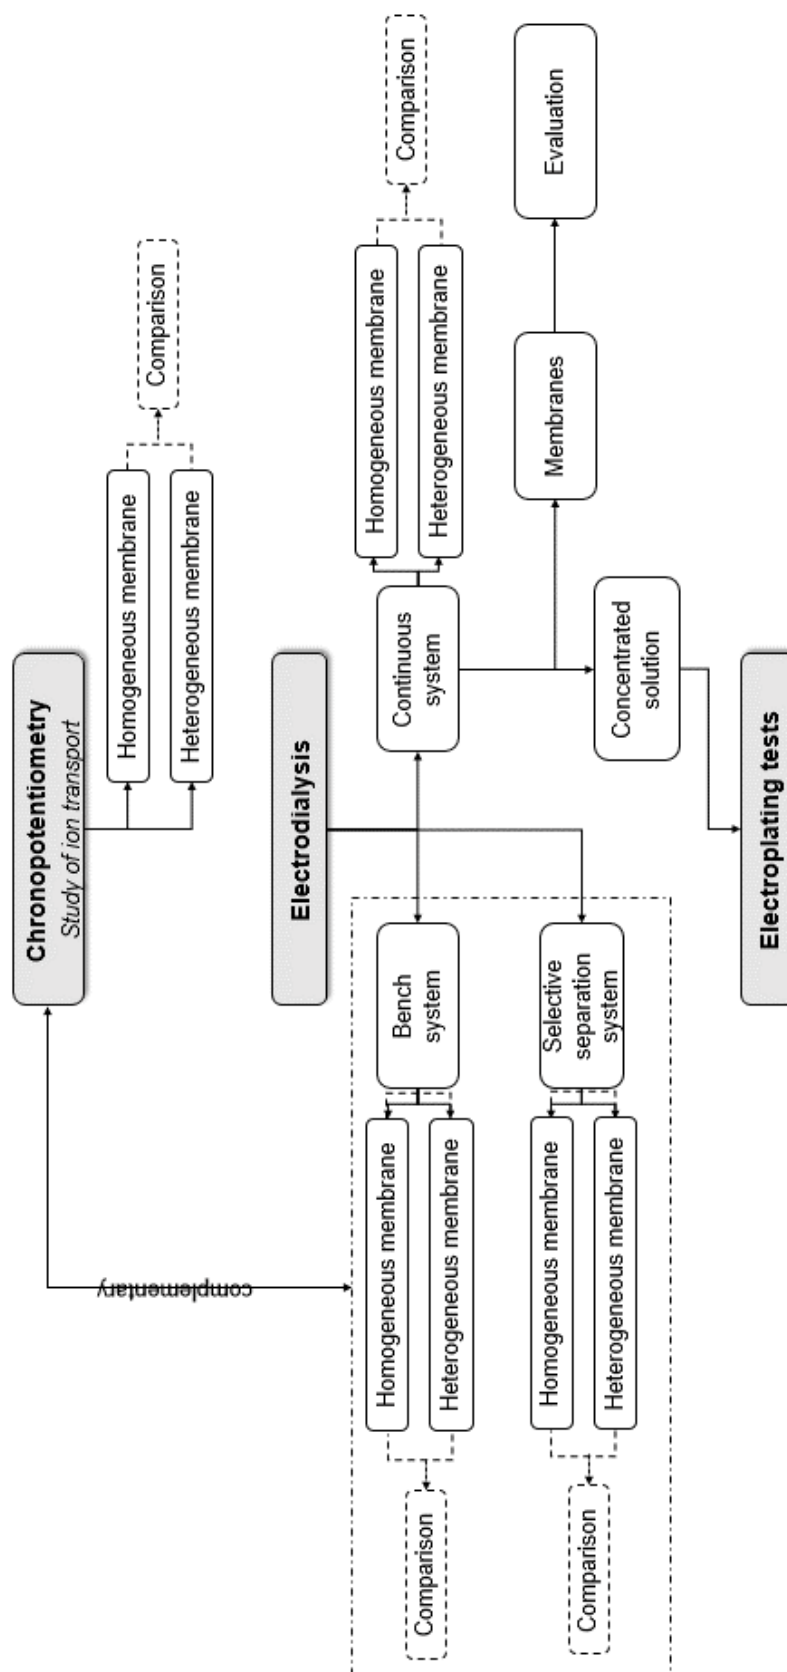 Chronopotentiometry
Study of ion transport
Homogeneous membrane
Heterogeneous membrane
Comparison
complementary
Electrodialysis
Bench
system
Homogeneous membrane
Heterogeneous membrane
Comparison
Selective
separation
system
Homogeneous membrane
Heterogeneous membrane
Comparison
Continuous
system
Homogeneous membrane
Heterogeneous membrane
Comparison
Membranes
Evaluation
Concentrated
solution
Electroplating tests